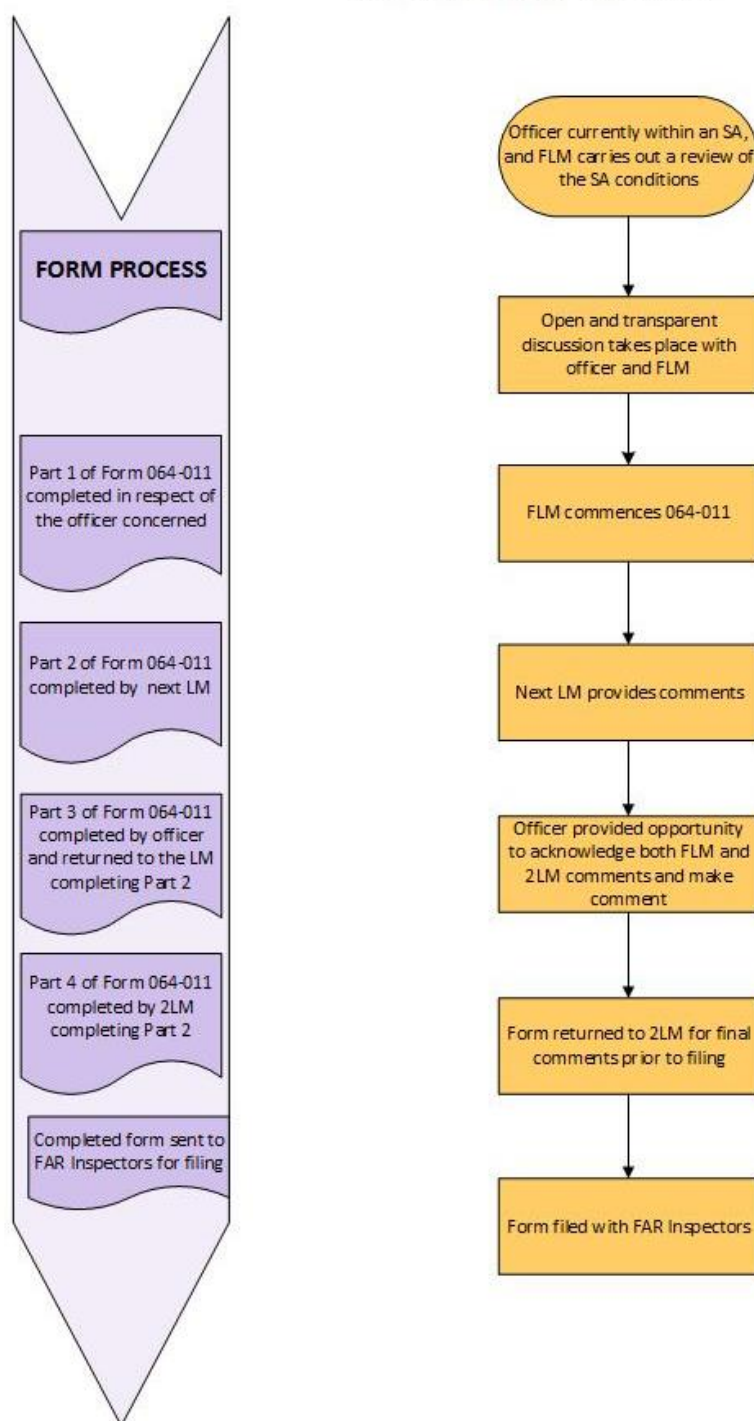 FORM PROCESS
Part 1 of Form 064-011
completed in respect of
the officer concerned
Part 2 of Form 064-011
completed by next LM
Part 3 of Form 064-011
completed by officer
and returned to the LM
completing Part 2
Part 4 of Form 064-011
completed by 2LM
completing Part 2
Completed form sent to
FAR Inspectors for filing
Officer currently within an SA,
and FLM carries out a review of
the SA conditions
Open and transparent
discussion takes place with
officer and FLM
FLM commences 064-011
Next LM provides comments
Officer provided opportunity
to acknowledge both FLM and
2LM comments and make
comment
Form returned to 2LM for final
comments prior to filing
Form filed with FAR Inspectors